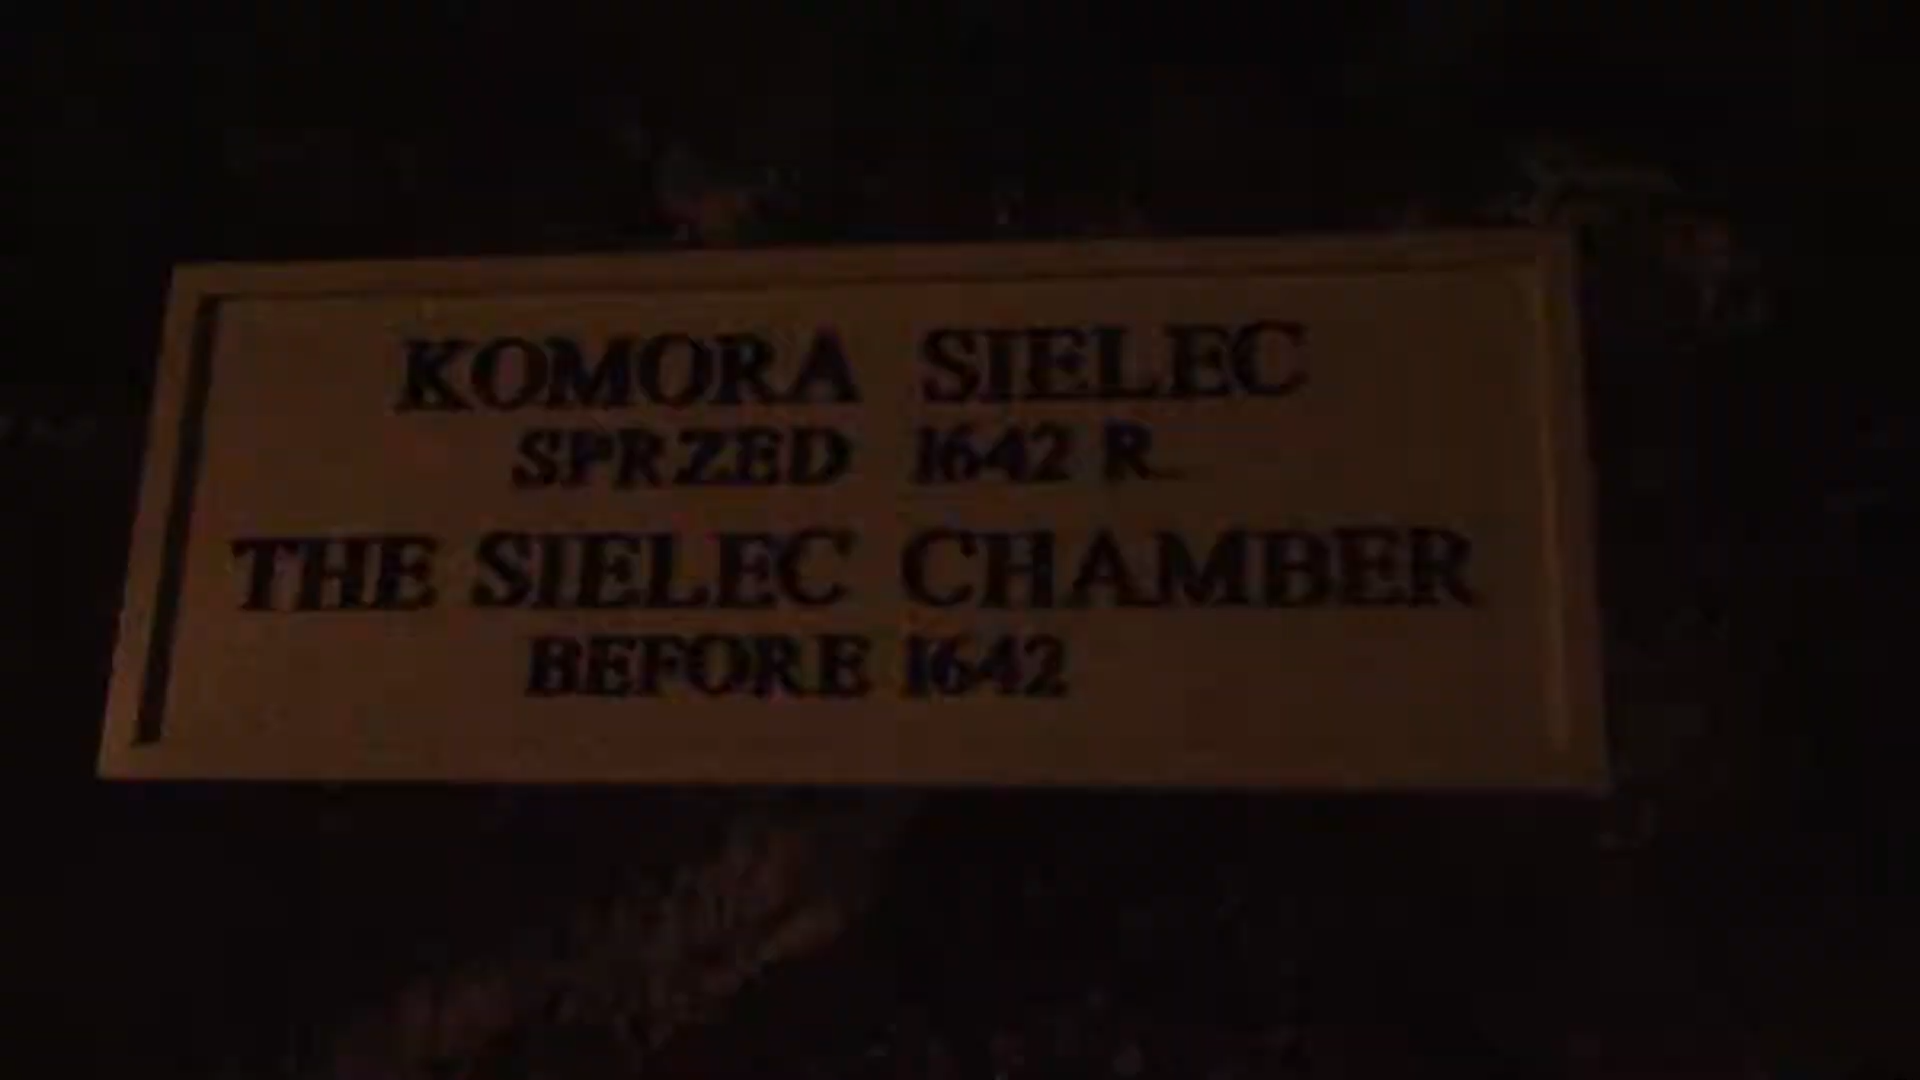 KOMORA SIELEC
SPRZED 1642 R.
THE SIELEC CHAMBER
BEFORE 1642